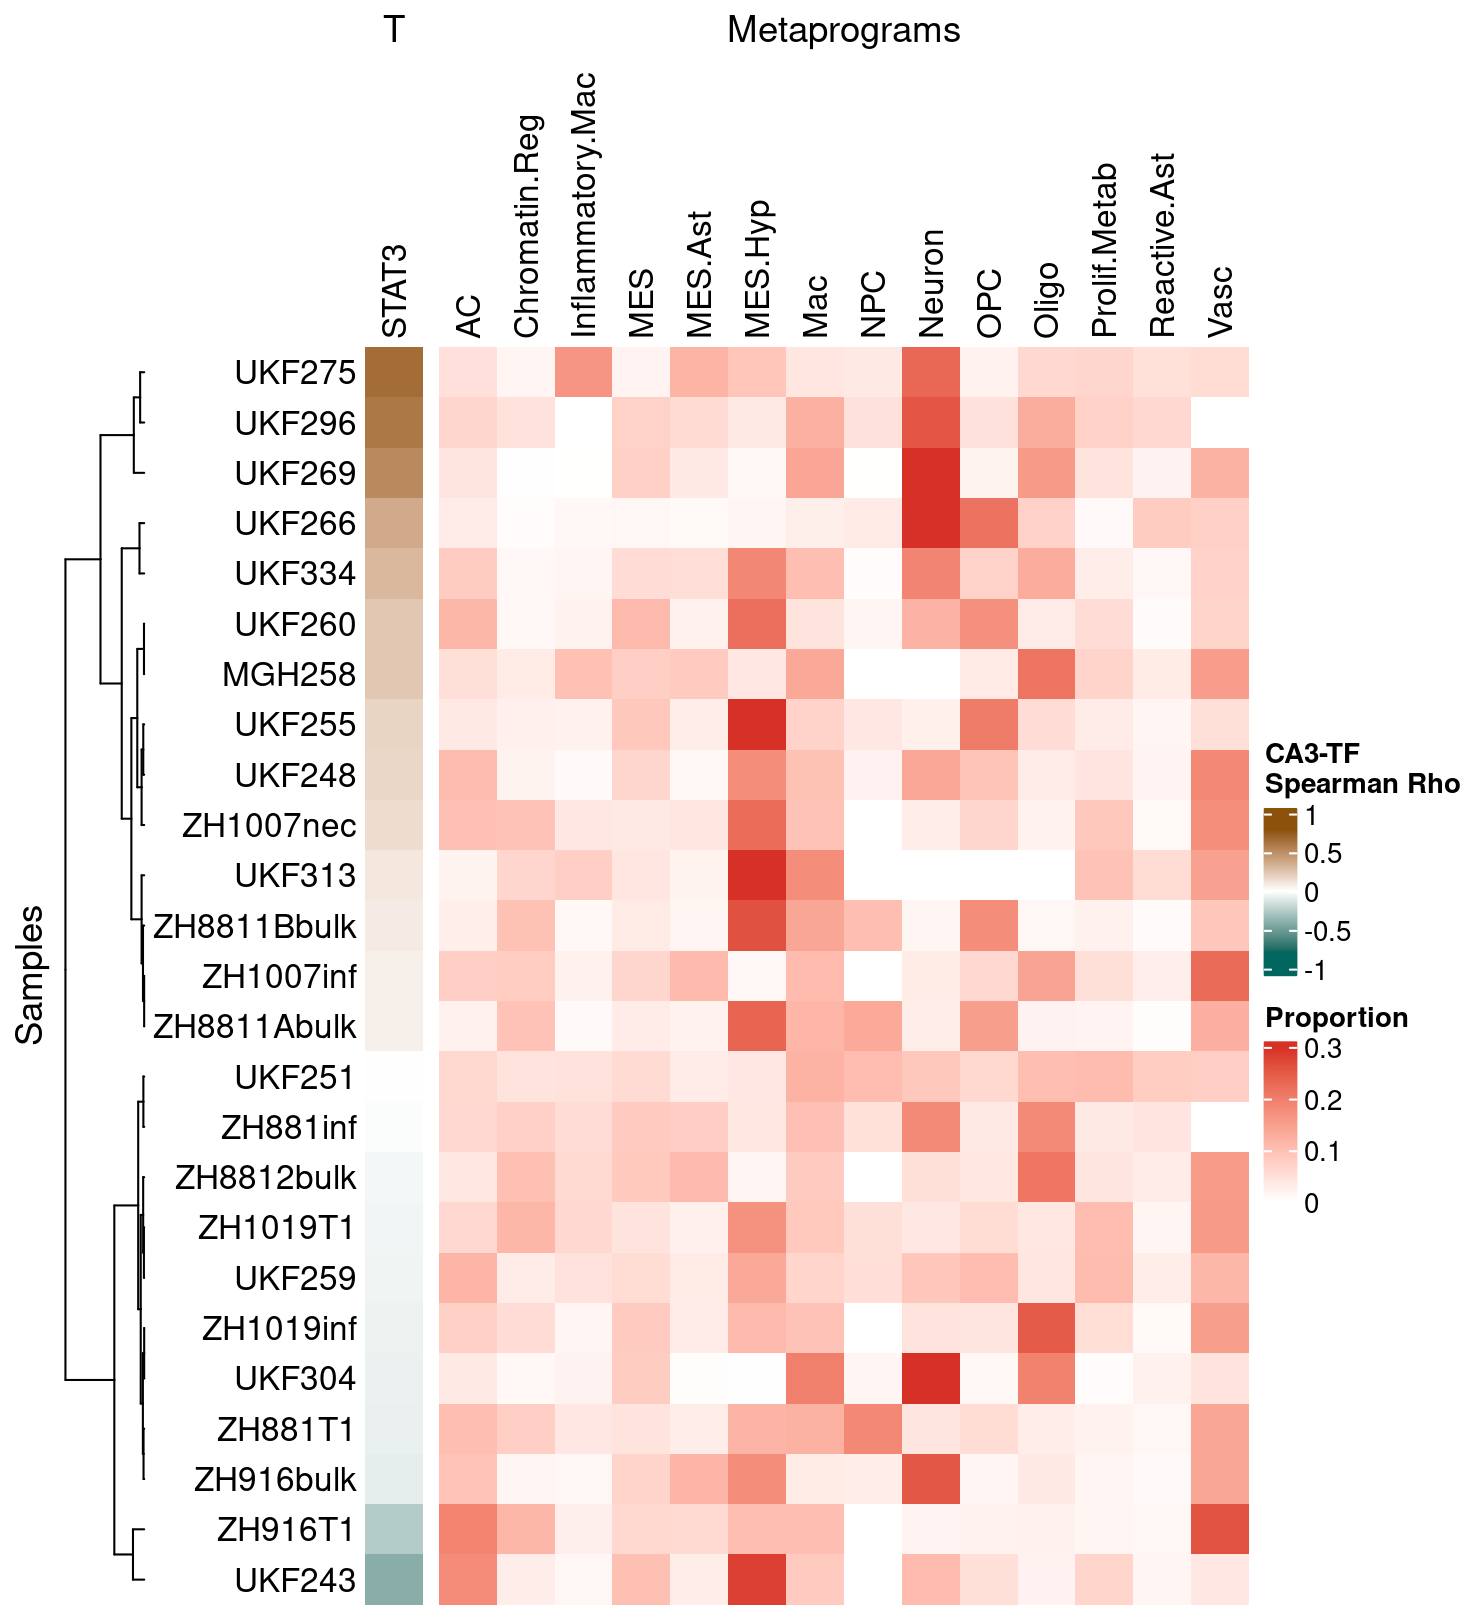 T
Metaprograms
STAT3
AC
Chromatin.Reg
Inflammatory.Mac
MES
MES.Ast
MES.Hyp
Mac
NPC
Neuron
OPC
Oligo
Prolif.Metab
Reactive.Ast
Vasc
Samples
UKF275
UKF296
UKF269
UKF266
UKF334
UKF260
MGH258
UKF255
UKF248
ZH1007nec
UKF313
ZH8811Bbulk
ZH1007inf
ZH8811Abulk
UKF251
ZH881inf
ZH8812bulk
ZH1019T1
UKF259
ZH1019inf
UKF304
ZH881T1
ZH916bulk
ZH916T1
UKF243
CA3-TF
Spearman Rho
1
0.5
0
-0.5
-1
Proportion
0.3
0.2
0.1
0